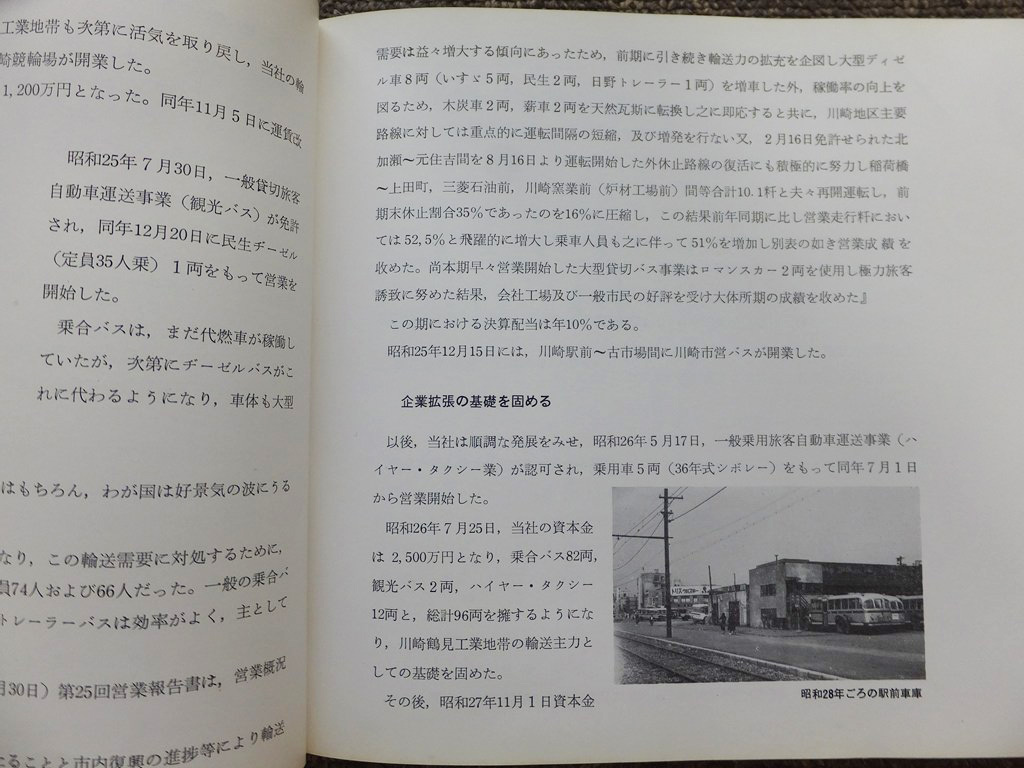 工業地帯も次第に活気を取り戻し，当社の輪
崎競輪場が開業した。
1,200万円となった。同年11月5日に運賃改
昭和25年7月30日，一般貸切旅客
自動車運送事業（観光バス）が免許
され，同年12月20日に民生ヂーゼル
（定員35人乗）1両をもって営業を
開始した。
乗合バスは，まだ代燃車が稼働し
ていたが，次第にヂーゼルバスがこ
れに代わるようになり，車体も大型
はもちろん，わが国は好景気の波にうる
なり，この輸送需要に対処するために，
員74人および66人だった。一般の乗合バ
トレーラーバスは効率がよく，主として
月30日）第25回営業報告書は，営業概況
ることと市内復興の進捗等により輸送
需要は益々増大する傾向にあったため，前期に引き続き輸送力の拡充を企図し大型ディゼ
ル車8両（いすゞ5両，民生2両，日野トレーラー1両）を増車した外，稼働率の向上を
図るため，木炭車2両，薪車2両を天然瓦斯に転換し之に即応すると共に，川崎地区主要
路線に対しては重点的に運転間隔の短縮，及び増発を行ない又，2月16日免許せられた北
加瀬〜元住吉間を8月16日より運転開始した外休止路線の復活にも積極的に努力し稲荷橋
〜上田町，三菱石油前，川崎窯業前（炉材工場前）間等合計10.1粁と夫々再開運転し，前
期末休止割合35％であったのを16％に圧縮し，この結果前年同期に比し営業走行粁におい
ては52,5％と飛躍的に増大し乗車人員も之に伴って51％を増加し別表の如き営業成績を
収めた。尚本期早々営業開始した大型貸切バス事業はロマンスカー2両を使用し極力旅客
誘致に努めた結果，会社工場及び一般市民の好評を受け大体所期の成績を収めた』
この期における決算配当は年10％である。
昭和25年12月15日には，川崎駅前〜古市場間に川崎市営バスが開業した。
企業拡張の基礎を固める
以後，当社は順調な発展をみせ，昭和26年5月17日，一般乗用旅客自動車運送事業（ハ
イヤー・タクシー業）が認可され，乗用車5両（36年式シボレー）をもって同年7月1日
から営業開始した。
昭和26年7月25日，当社の資本金
は2,500万円となり，乗合バス82両，
観光バス2両，ハイヤー・タクシー
12両と，総計96両を擁するようにな
り，川崎鶴見工業地帯の輸送主力と
しての基礎を固めた。
その後，昭和27年11月1日資本金
昭和28年ごろの駅前車庫